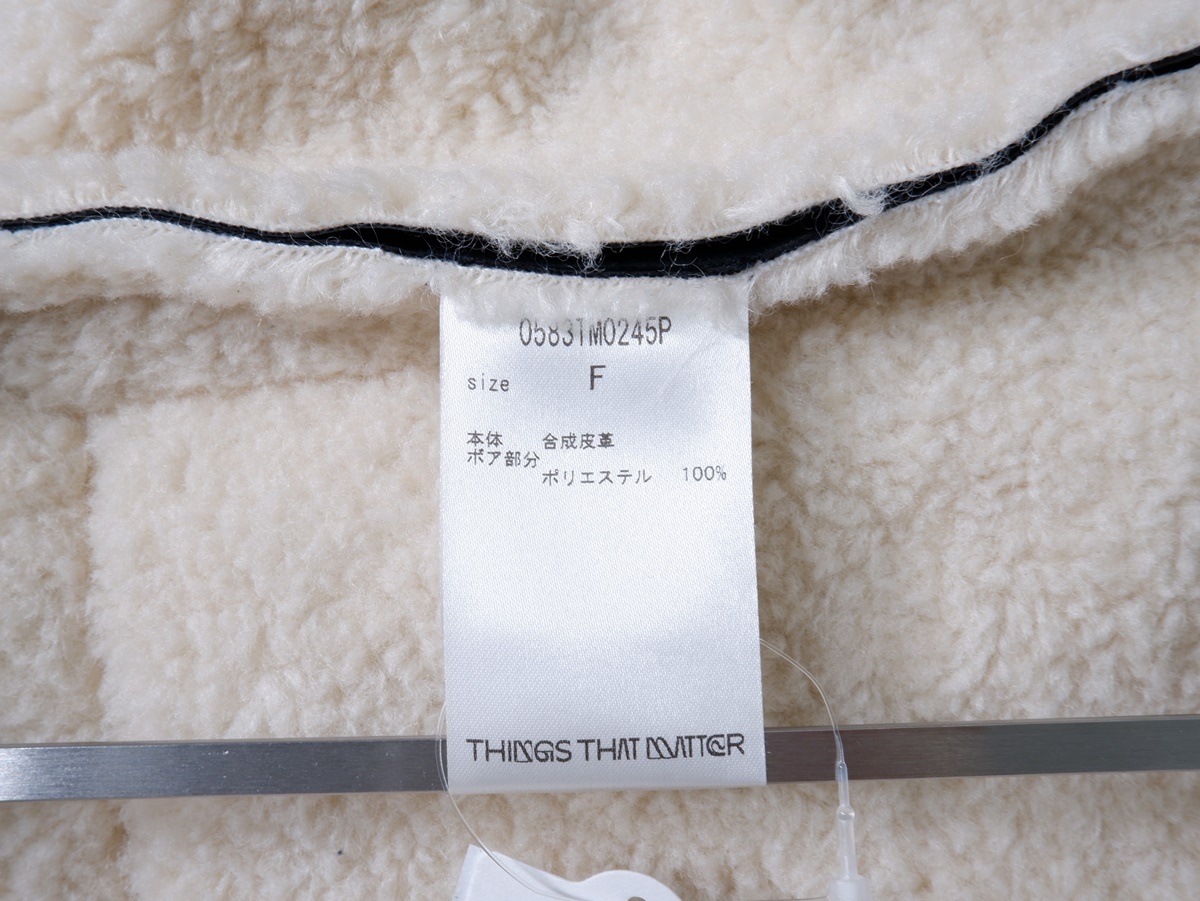 0583TM0245P
size F
本体 合成皮革
ボア部分
ポリエステル 100%
THINGS THAT MATTER